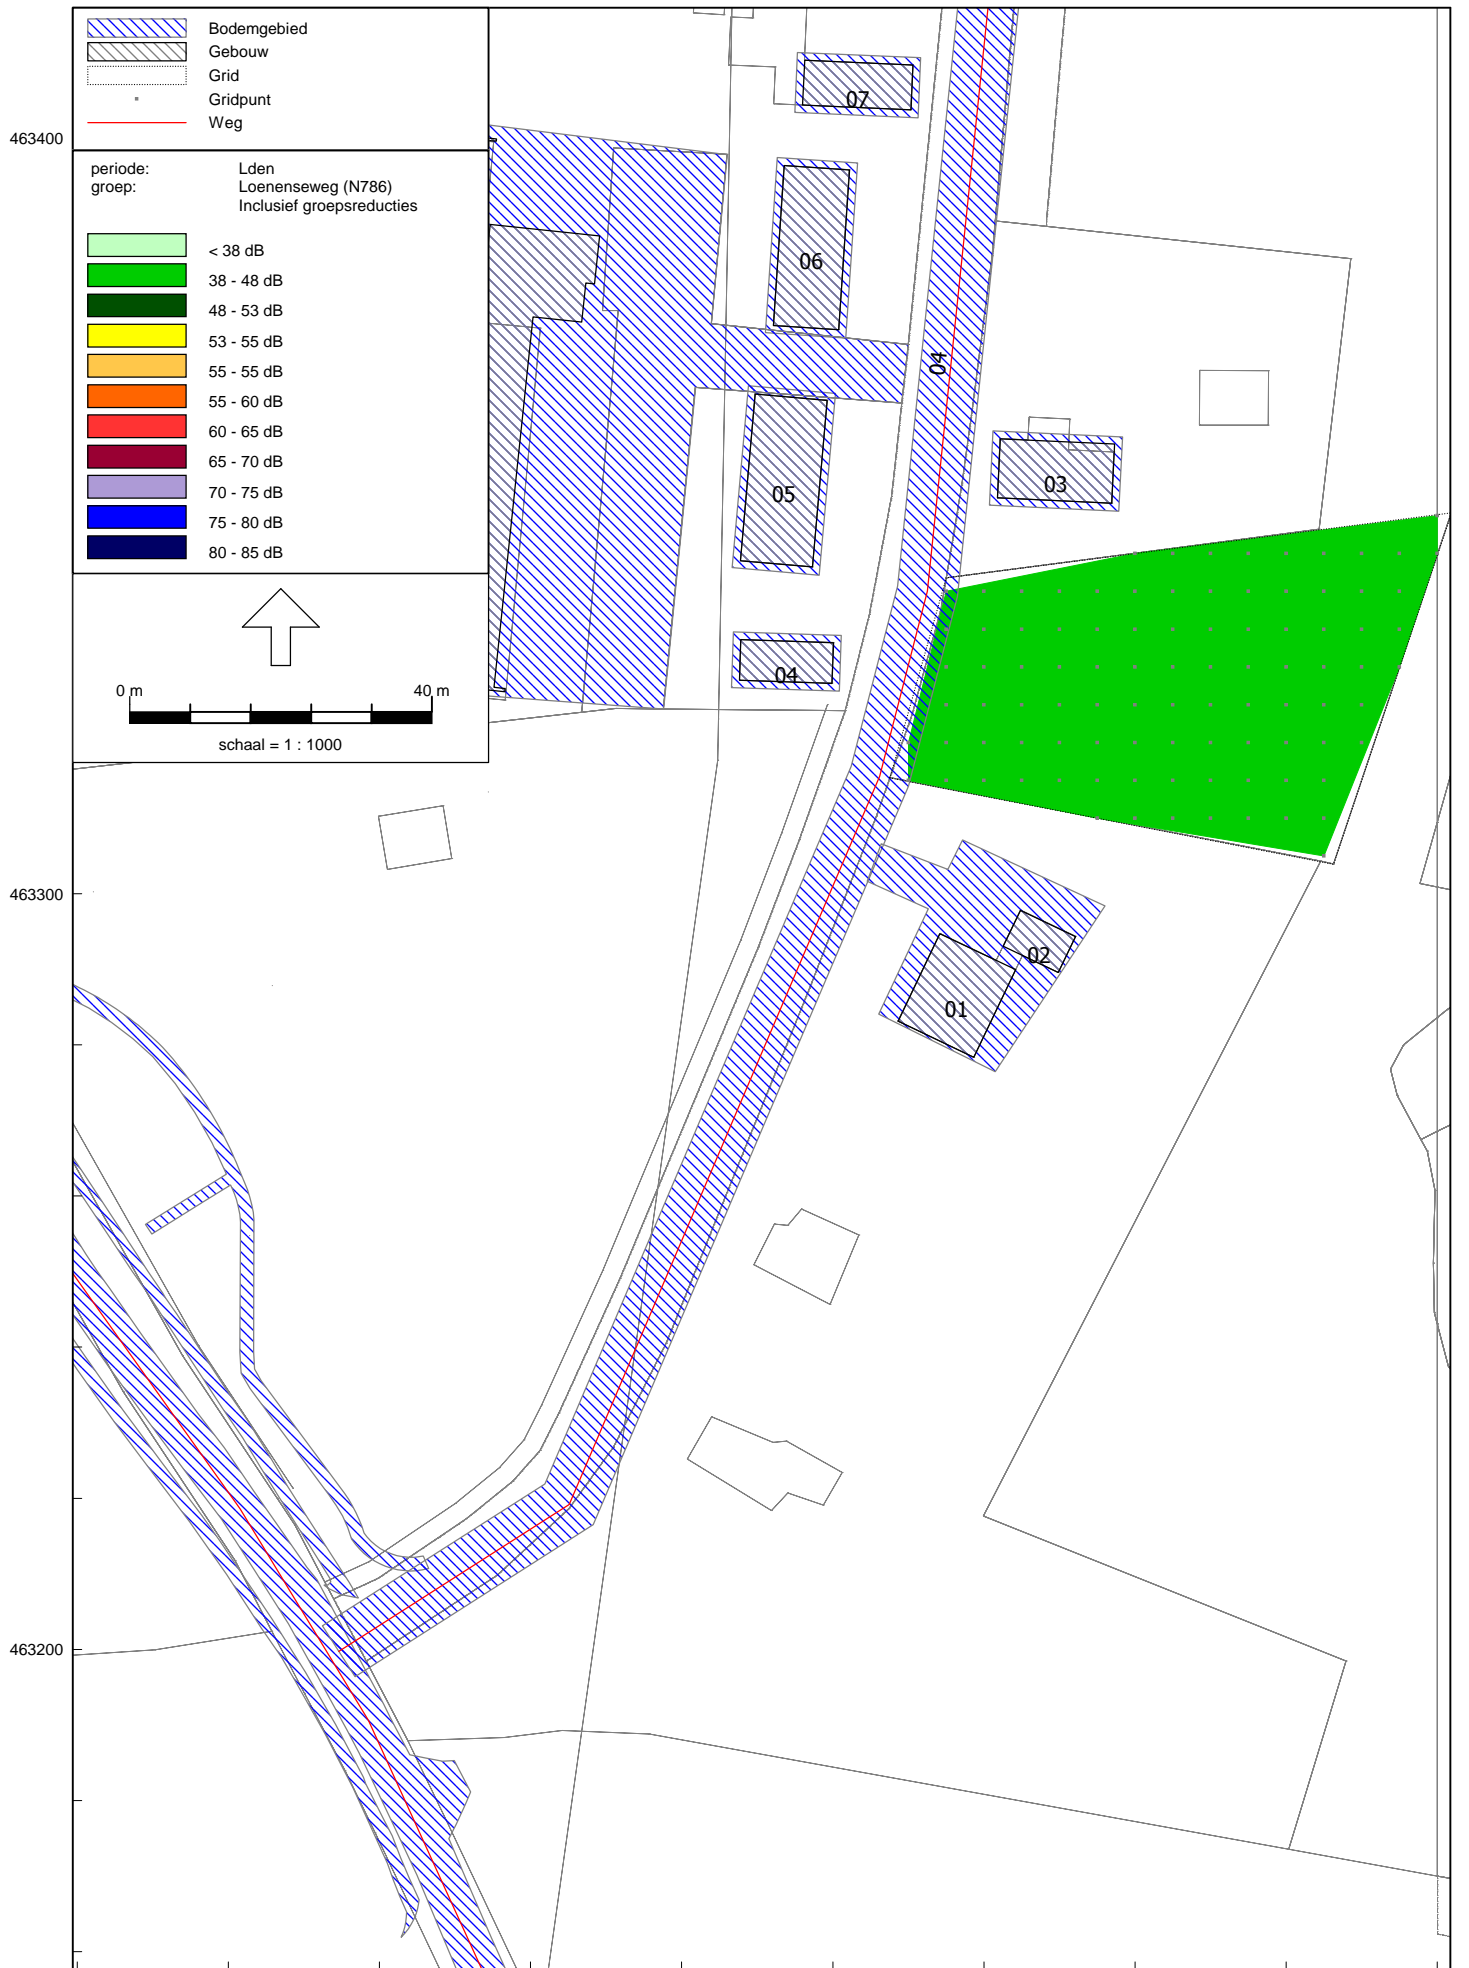 Bodemgebied
Gebouw
Grid
Gridpunt
Weg
periode: Lden
groep: Loenenseweg (N786)
Inclusief groepsreducties
< 38 dB
38 - 48 dB
48 - 53 dB
53 - 55 dB
55 - 55 dB
55 - 60 dB
60 - 65 dB
65 - 70 dB
70 - 75 dB
75 - 80 dB
80 - 85 dB
0 m 40 m
schaal = 1 : 1000
463400
463300
463200
07
06
04
05
03
04
02
01